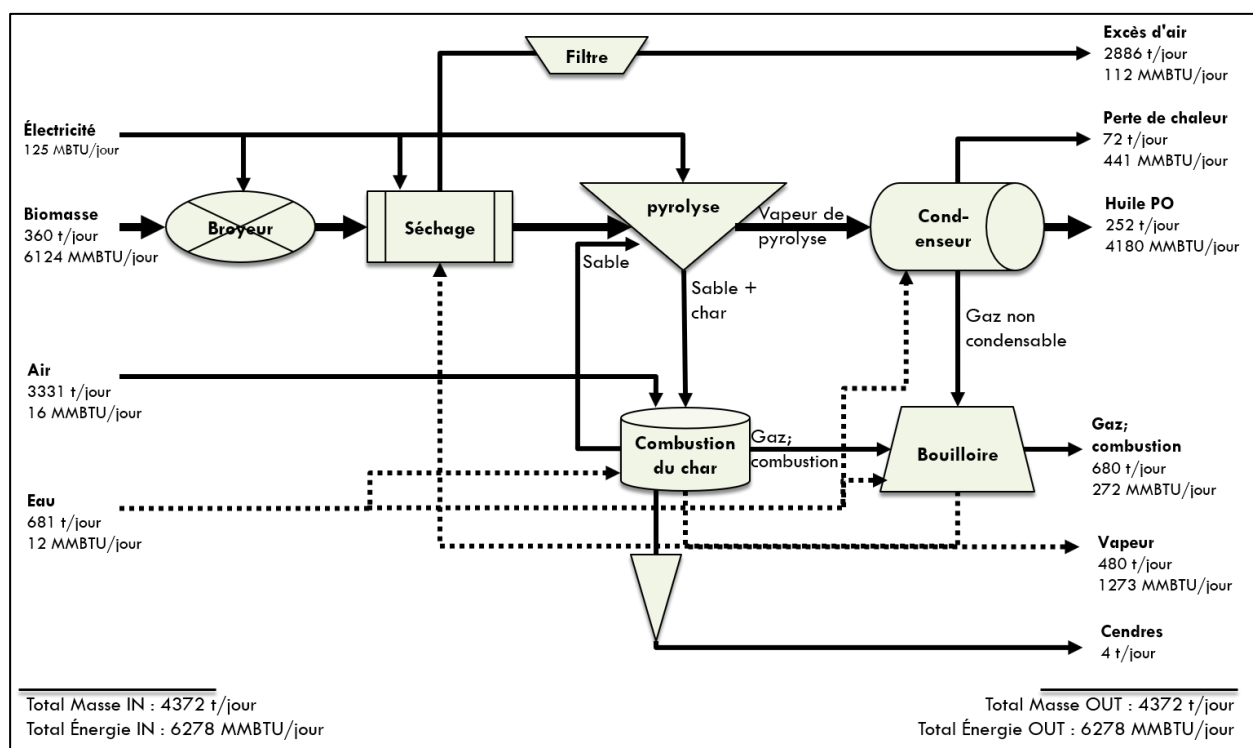 Excès d'air
2886 t/jour
112 MMBTU/jour
Filtre
Électricité
125 MBTU/jour
Perte de chaleur
72 t/jour
441 MMBTU/jour
Biomasse
360 t/jour
6124 MMBTU/jour
Broyeur
Séchage
pyrolyse
Vapeur de
pyrolyse
Cond-
enseur
Huile PO
252 t/jour
4180 MMBTU/jour
Sable
Sable +
char
Gaz non
condensable
Air
3331 t/jour
16 MMBTU/jour
Combustion
du char
Gaz;
combustion
Bouilloire
Gaz;
combustion
680 t/jour
272 MMBTU/jour
Eau
681 t/jour
12 MMBTU/jour
Vapeur
480 t/jour
1273 MMBTU/jour
Cendres
4 t/jour
Total Masse IN : 4372 t/jour
Total Énergie IN : 6278 MMBTU/jour
Total Masse OUT : 4372 t/jour
Total Énergie OUT : 6278 MMBTU/jour